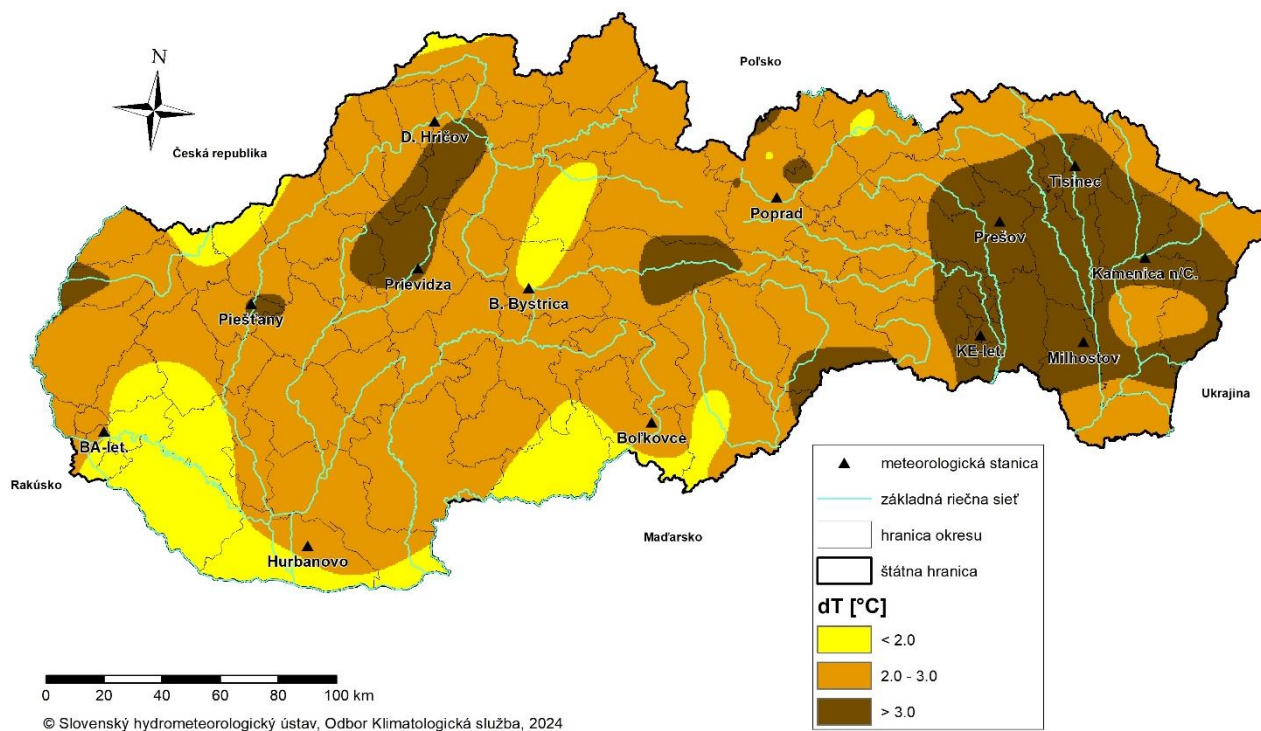 N
Poľsko
D. Hričov
Česká republika
Tisinec
Poprad
Prešov
Prievidza
Kamenica n/C.
B. Bystrica
Piešťany
KE-let.
Milhostov
Ukrajina
Boľkovce
BA-let.
Rakúsko
Maďarsko
Hurbanovo
meteorologická stanica
základná riečna sieť
hranica okresu
štátna hranica
dT [°C]
< 2.0
2.0 - 3.0
> 3.0
0 20 40 60 80 100 km
© Slovenský hydrometeorologický ústav, Odbor Klimatologická služba, 2024